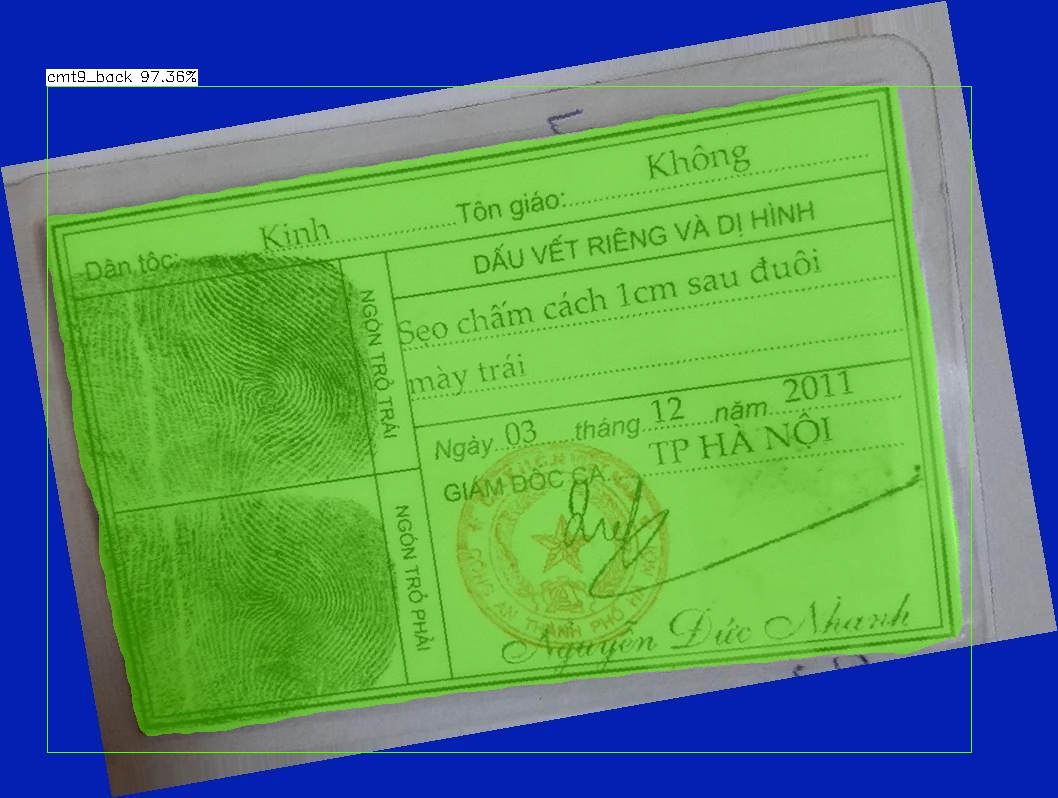 cmt9_back 97.36%
Dân tộc: Kinh Tôn giáo: Không
NGÓN TRỎ TRÁI
NGÓN TRỎ PHẢI
DẤU VẾT RIÊNG VÀ DỊ HÌNH
Sẹo chấm cách 1cm sau đuôi
mày trái
Ngày 03 tháng 12 năm 2011
GIÁM ĐỐC CA TP HÀ NỘI
CÔNG AN THÀNH PHỐ HÀ NỘI
Nguyễn Đức Nhanh